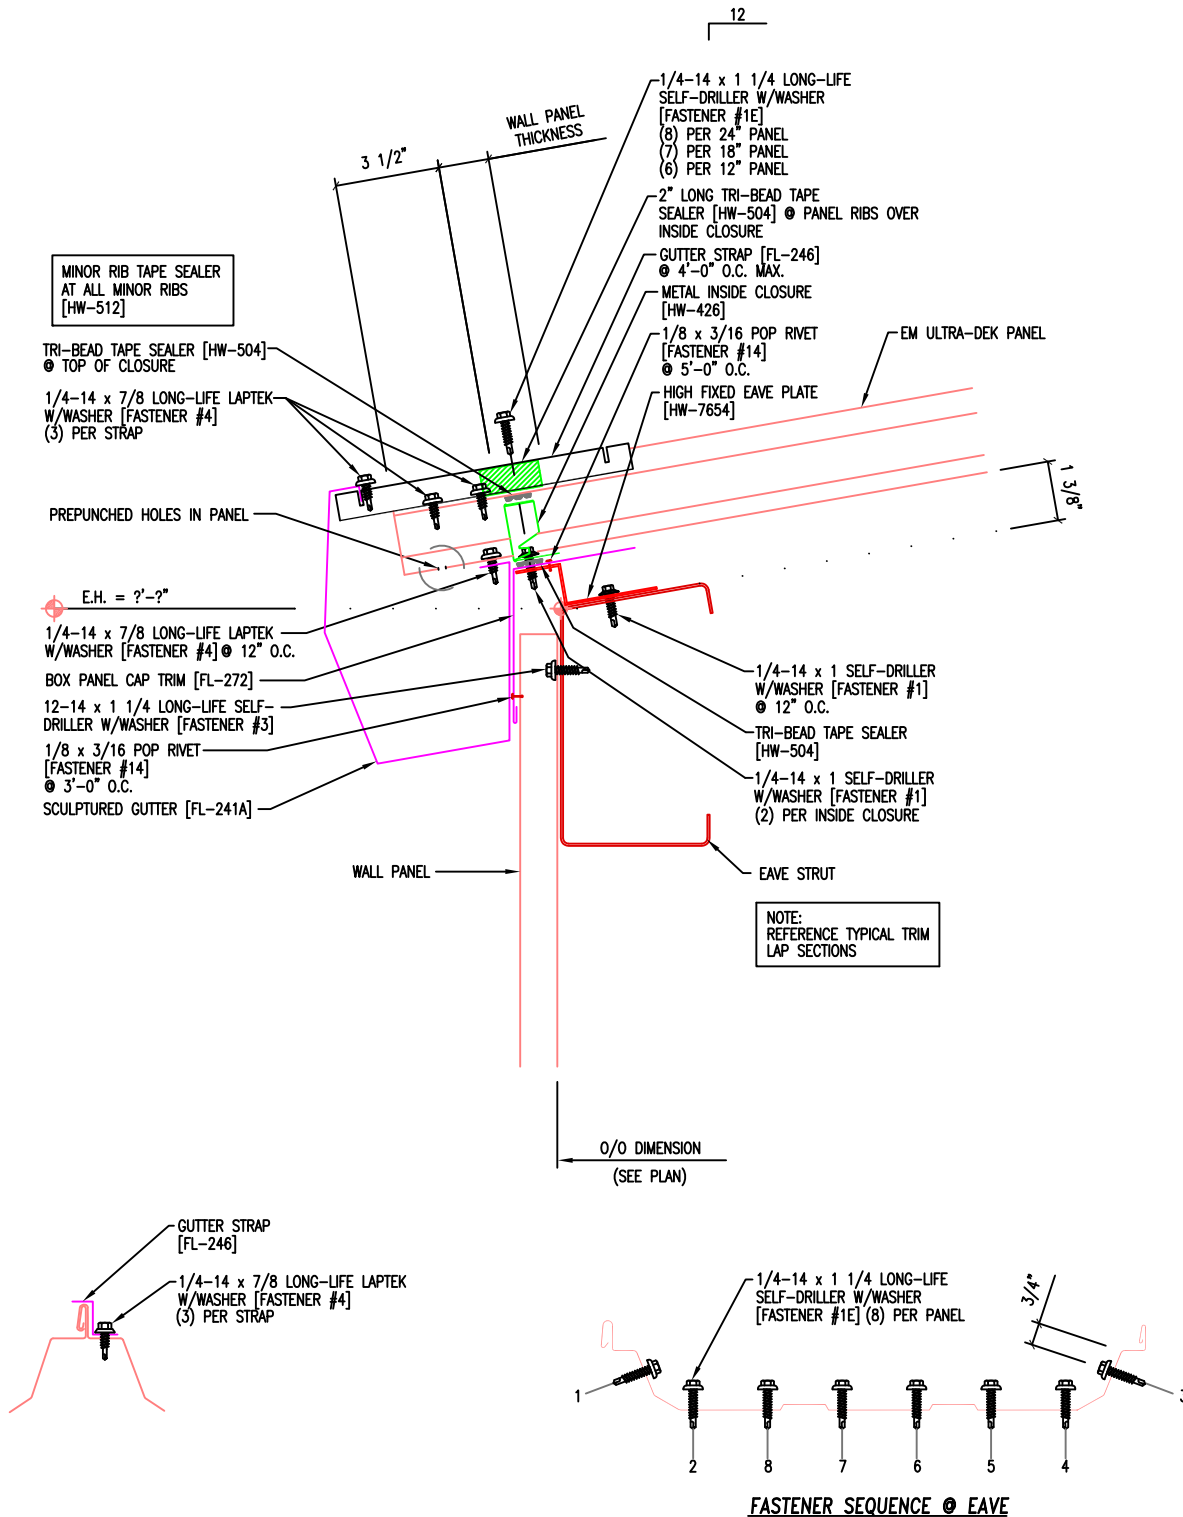 12
1/4-14 x 1 1/4 LONG-LIFE
SELF-DRILLER W/WASHER
[FASTENER #1E]
(8) PER 24" PANEL
(7) PER 18" PANEL
(6) PER 12" PANEL
WALL PANEL
THICKNESS
3 1/2"
2" LONG TRI-BEAD TAPE
SEALER [HW-504] @ PANEL RIBS OVER
INSIDE CLOSURE
GUTTER STRAP [FL-246]
@ 4'-0" O.C. MAX.
METAL INSIDE CLOSURE
[HW-426]
1/8 x 3/16 POP RIVET
[FASTENER #14]
@ 5'-0" O.C.
HIGH FIXED EAVE PLATE
[HW-7654]
EM ULTRA-DEK PANEL
1 3/8"
MINOR RIB TAPE SEALER
AT ALL MINOR RIBS
[HW-512]
TRI-BEAD TAPE SEALER [HW-504]
@ TOP OF CLOSURE
1/4-14 x 7/8 LONG-LIFE LAPTEK
W/WASHER [FASTENER #4]
(3) PER STRAP
PREPUNCHED HOLES IN PANEL
E.H. = ?'-?"
1/4-14 x 7/8 LONG-LIFE LAPTEK
W/WASHER [FASTENER #4] @ 12" O.C.
BOX PANEL CAP TRIM [FL-272]
12-14 x 1 1/4 LONG-LIFE SELF-
DRILLER W/WASHER [FASTENER #3]
1/8 x 3/16 POP RIVET
[FASTENER #14]
@ 3'-0" O.C.
SCULPTURED GUTTER [FL-241A]
1/4-14 x 1 SELF-DRILLER
W/WASHER [FASTENER #1]
@ 12" O.C.
TRI-BEAD TAPE SEALER
[HW-504]
1/4-14 x 1 SELF-DRILLER
W/WASHER [FASTENER #1]
(2) PER INSIDE CLOSURE
WALL PANEL
EAVE STRUT
NOTE:
REFERENCE TYPICAL TRIM
LAP SECTIONS
O/O DIMENSION
(SEE PLAN)
GUTTER STRAP
[FL-246]
1/4-14 x 7/8 LONG-LIFE LAPTEK
W/WASHER [FASTENER #4]
(3) PER STRAP
1/4-14 x 1 1/4 LONG-LIFE
SELF-DRILLER W/WASHER
[FASTENER #1E] (8) PER PANEL
3/4"
1
3
2 8 7 6 5 4
FASTENER SEQUENCE @ EAVE